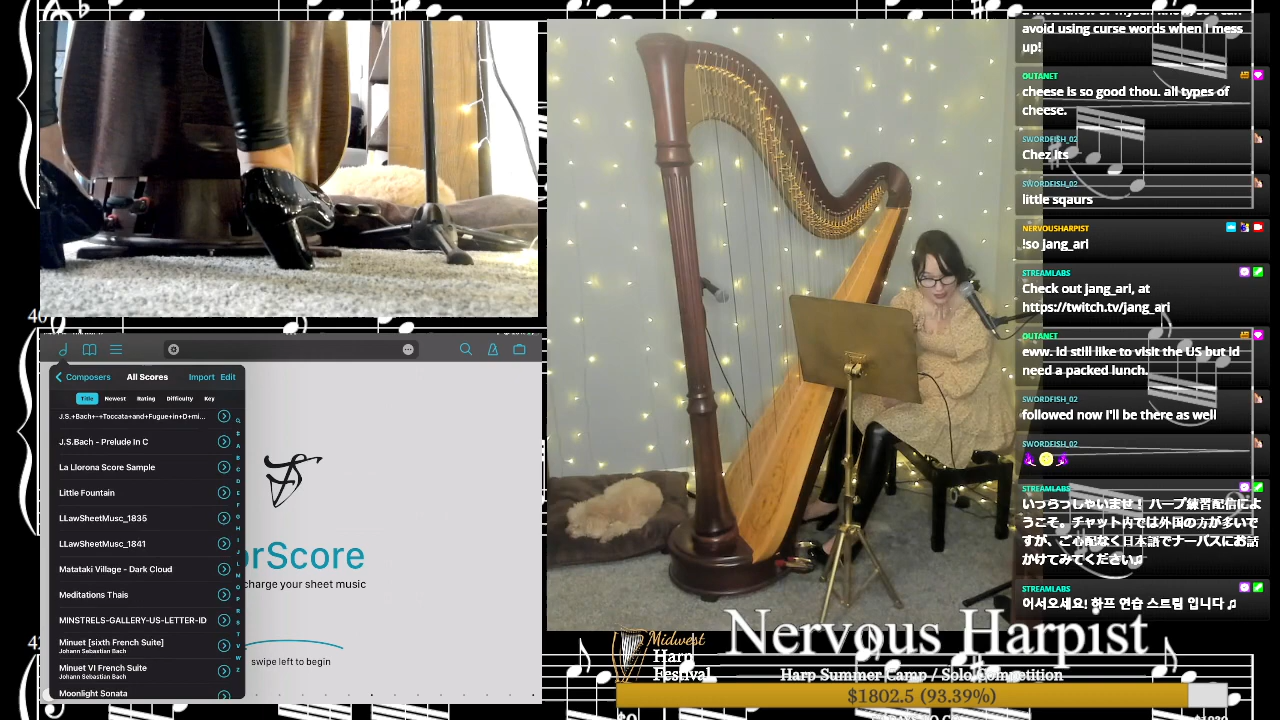 Composers
All Scores
Import
Edit
Title
Newest
Rating
Difficulty
Key
J.S.+Bach+-+Toccata+and+Fugue+in+D+mi...
J.S.Bach - Prelude In C
La Llorona Score Sample
Little Fountain
LLawSheetMusc_1835
LLawSheetMusc_1841
Matataki Village - Dark Cloud
Meditations Thais
MINSTRELS-GALLERY-US-LETTER-ID
Minuet [sixth French Suite]
Johann Sebastian Bach
Minuet VI French Suite
Johann Sebastian Bach
Moonlight Sonata
orScore
charge your sheet music
swipe left to begin
avoid using curse words when I mess
up!
OUTANET
cheese is so good thou. all types of
cheese.
SWORDFISH_02
Chez its
SWORDFISH_02
little sqaurs
NERVOUSHARPIST
!so jang_ari
STREAMLABS
Check out jang_ari, at
https://twitch.tv/jang_ari
OUTANET
eww. Id still like to visit the US but id
need a packed lunch.
SWORDFISH_02
followed now I'll be there as well
SWORDFISH_02
STREAMLABS
いらっしゃいませ！ ハープ練習配信によ
うこそ。チャット内では外国の方が多いで
すが、ご心配なく日本語でナーバスにお話
かけてみてください♫
STREAMLABS
어서오세요! 하프 연습 스트림 입니다 ♫
Nervous Harpist
Midwest
Harp
Festival
Harp Summer Camp / Solo Competition
$1802.5 (93.39%)